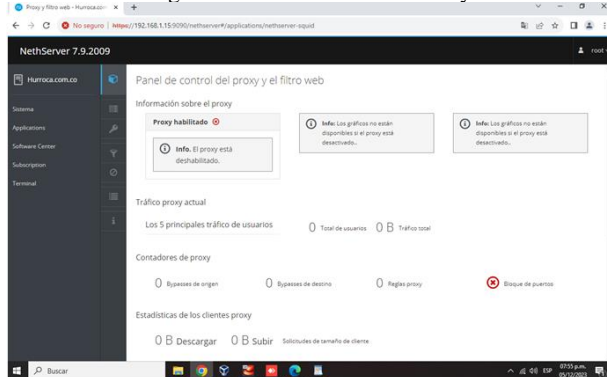 Proxy y filtro web - Hurroca.com
No seguro | https://192.168.1.15:9090/nethserver#/applications/nethserver-squid
NethServer 7.9.2009
root
Hurroca.com.co
Panel de control del proxy y el filtro web
Sistema
Applications
Software Center
Subscription
Terminal
Información sobre el proxy
Proxy habilitado
Info. El proxy está
deshabilitado.
Info: Los gráficos no están
disponibles si el proxy está
desactivado..
Info: Los gráficos no están
disponibles si el proxy está
desactivado..
Tráfico proxy actual
Los 5 principales tráfico de usuarios
0 Total de usuarios
0 B Tráfico total
Contadores de proxy
0 Bypasses de origen
0 Bypasses de destino
0 Reglas proxy
Bloque de puertos
Estadísticas de los clientes proxy
0 B Descargar
0 B Subir
Solicitudes de tamaño de cliente
Buscar
ESP
07:55 p.m.
05/12/2023